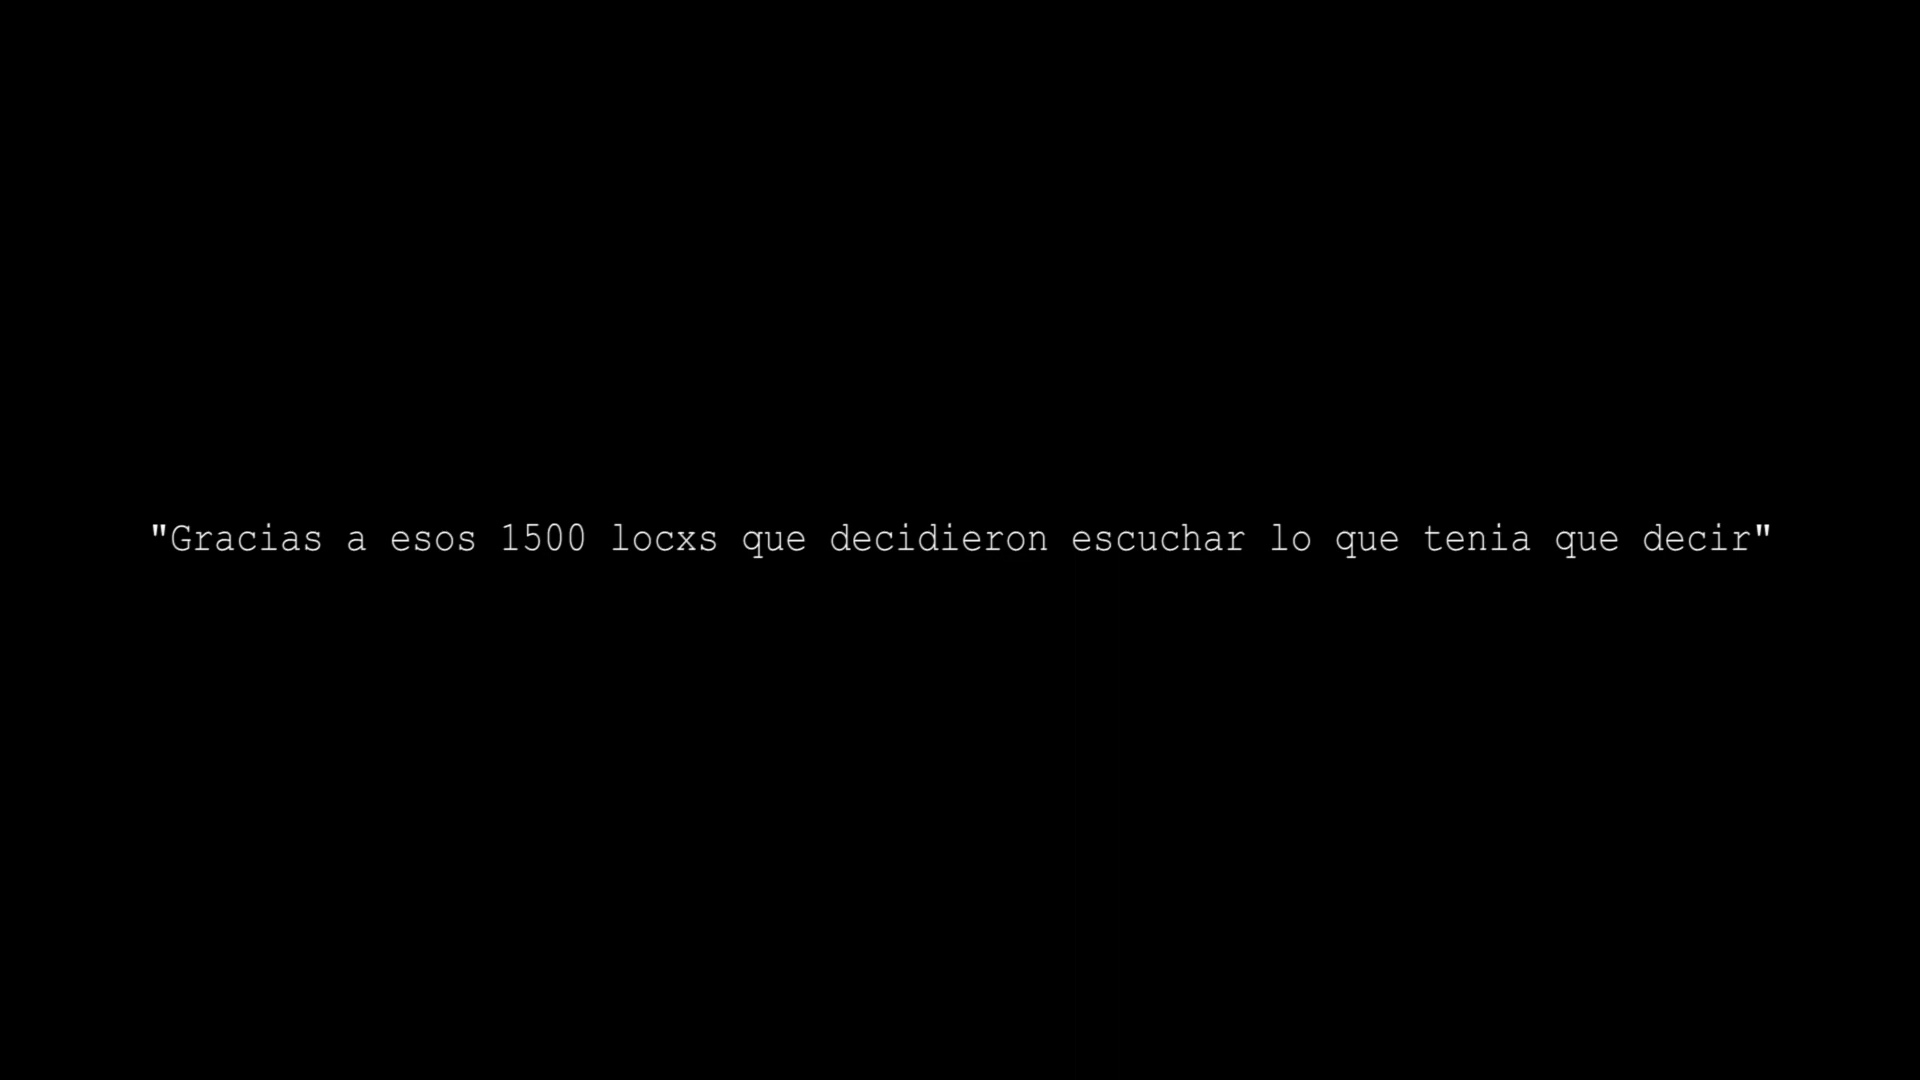 "Gracias a esos 1500 locxs que decidieron escuchar lo que tenia que decir"